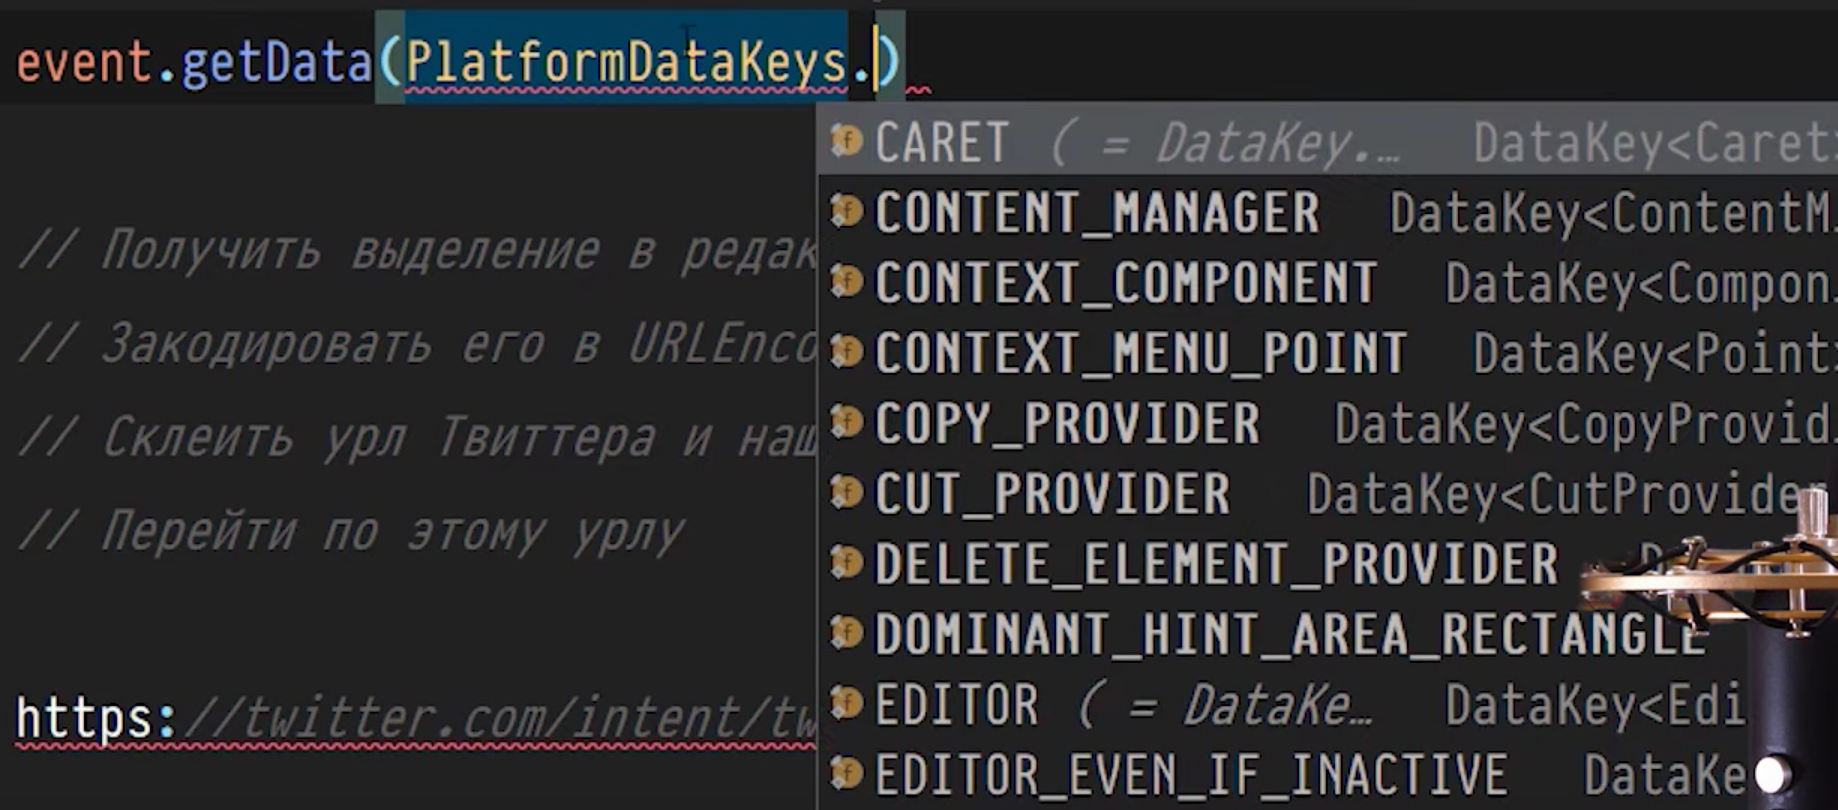 event.getData(PlatformDataKeys.)
CARET ( = DataKey.… DataKey<Caret>
CONTENT_MANAGER DataKey<ContentM…
// Получить выделение в редак
CONTEXT_COMPONENT DataKey<Compon…
// Закодировать его в URLEnco
CONTEXT_MENU_POINT DataKey<Point>
COPY_PROVIDER DataKey<CopyProvid…
// Склеить урл Твиттера и наш
CUT_PROVIDER DataKey<CutProvider
// Перейти по этому урлу
DELETE_ELEMENT_PROVIDER
DOMINANT_HINT_AREA_RECTANGLE
https://twitter.com/intent/tw
EDITOR ( = DataKe… DataKey<Edi
EDITOR_EVEN_IF_INACTIVE DataKe